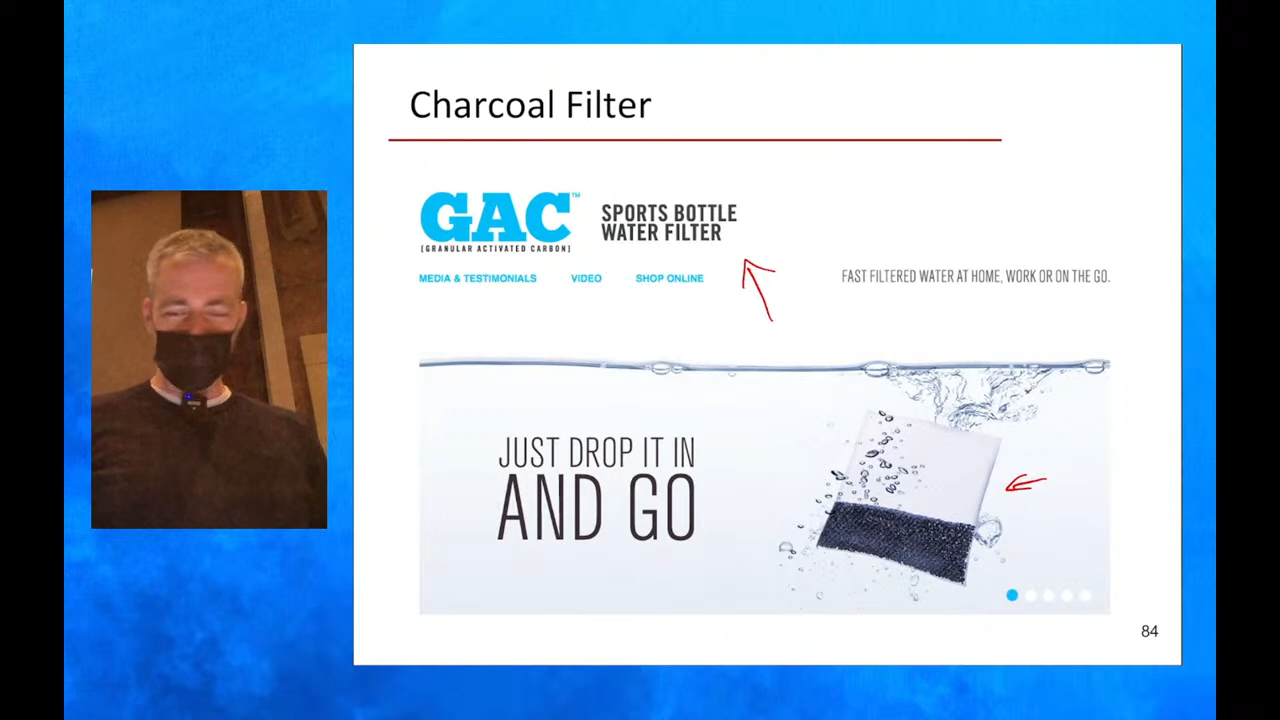 Charcoal Filter
GAC™
[GRANULAR ACTIVATED CARBON]
SPORTS BOTTLE
WATER FILTER
MEDIA & TESTIMONIALS VIDEO SHOP ONLINE
FAST FILTERED WATER AT HOME, WORK OR ON THE GO.
JUST DROP IT IN
AND GO
84